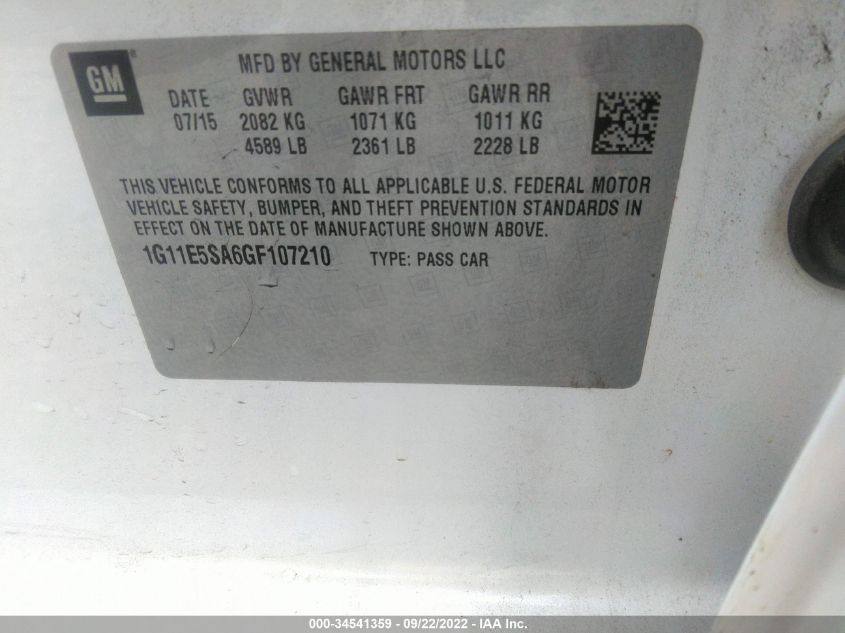 GM ®
MFD BY GENERAL MOTORS LLC
DATE GVWR GAWR FRT GAWR RR
07/15 2082 KG 1071 KG 1011 KG
4589 LB 2361 LB 2228 LB
THIS VEHICLE CONFORMS TO ALL APPLICABLE U.S. FEDERAL MOTOR
VEHICLE SAFETY, BUMPER, AND THEFT PREVENTION STANDARDS IN
EFFECT ON THE DATE OF MANUFACTURE SHOWN ABOVE.
1G11E5SA6GF107210 TYPE: PASS CAR
000-34541359 - 09/22/2022 - IAA Inc.